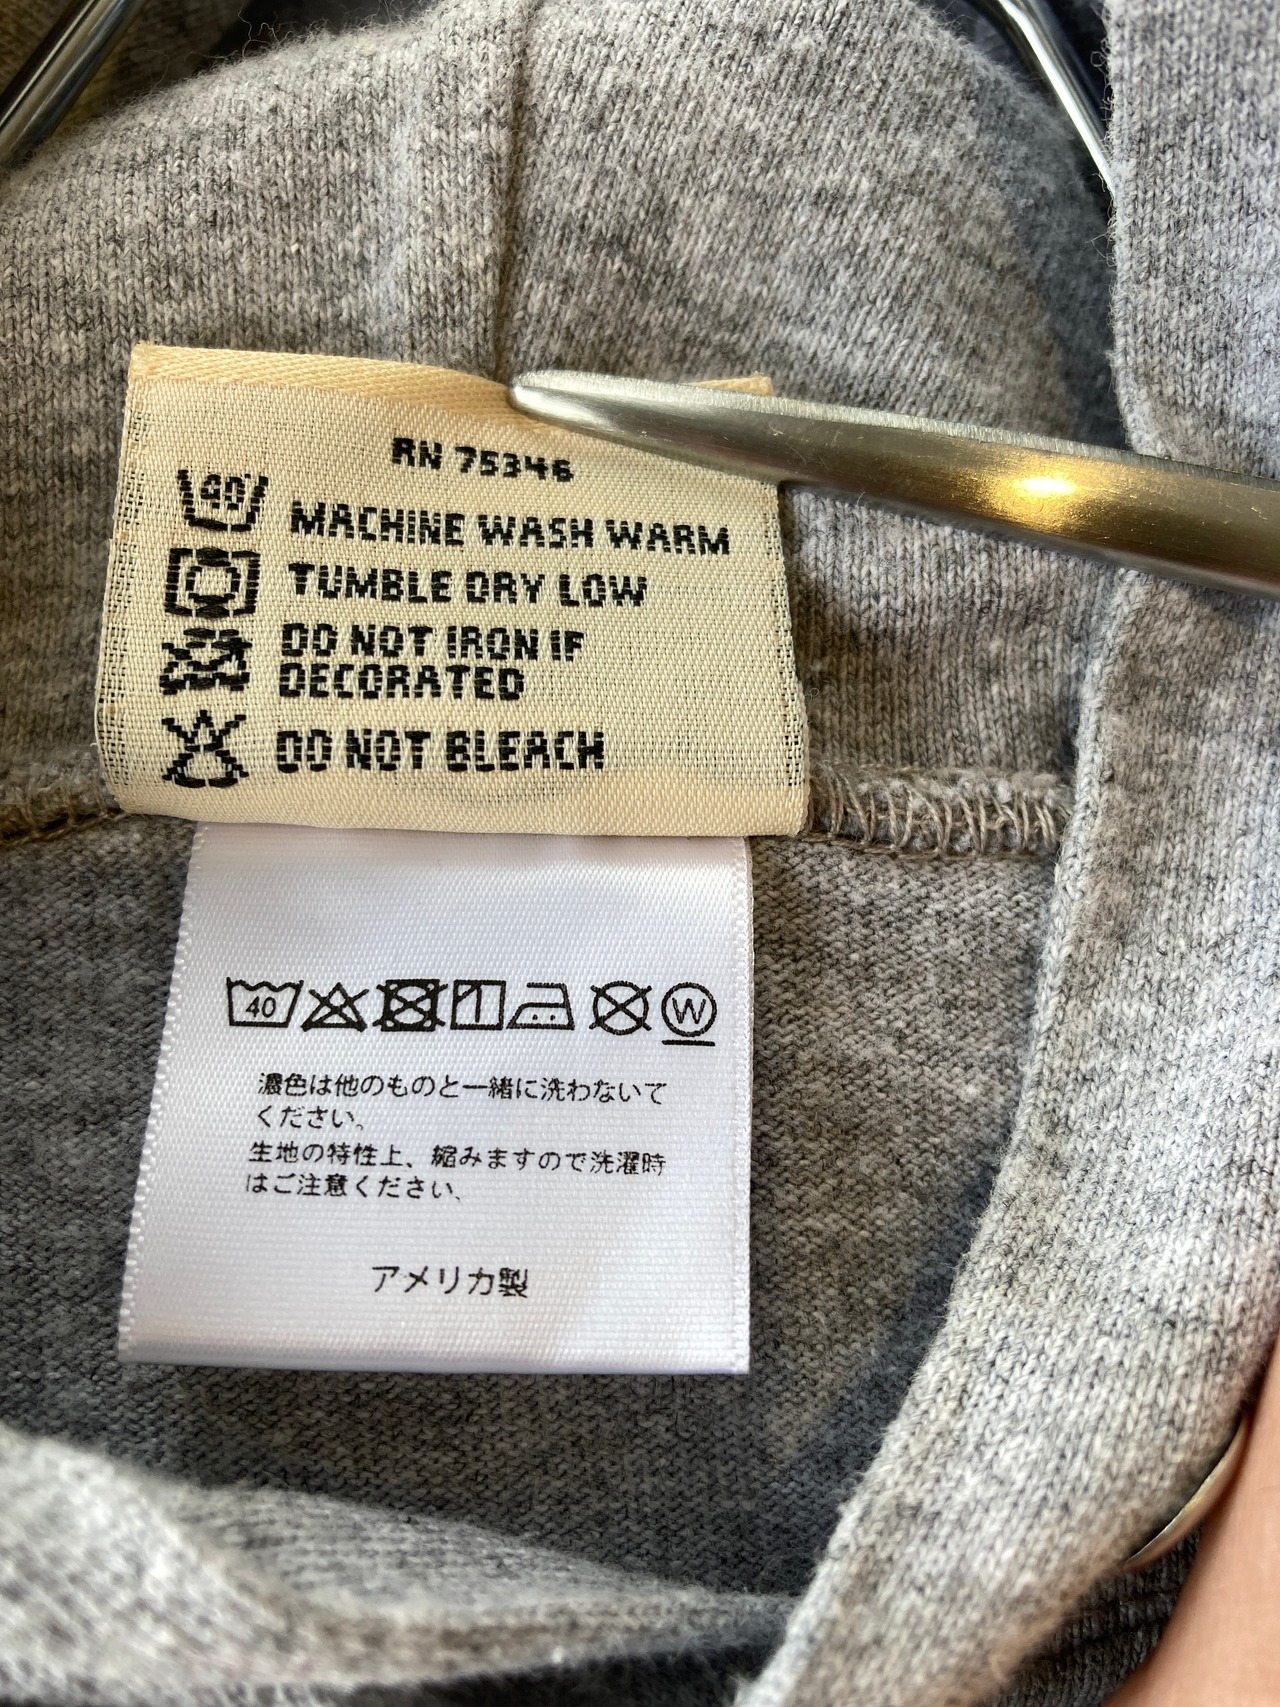 RN 75346
40°
MACHINE WASH WARM
TUMBLE DRY LOW
DO NOT IRON IF
DECORATED
DO NOT BLEACH
40 W
濃色は他のものと一緒に洗わないで
ください。
生地の特性上、縮みますので洗濯時
はご注意ください、
アメリカ製